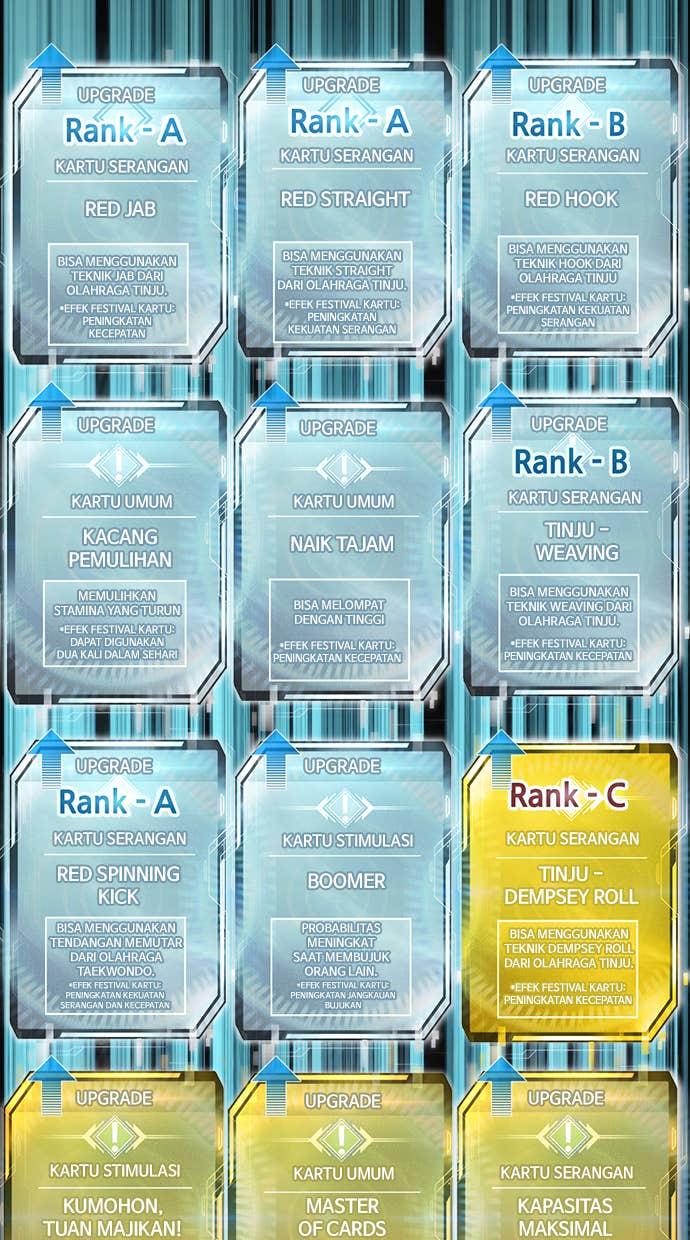 UPGRADE
Rank - A
KARTU SERANGAN
RED JAB
BISA MENGGUNAKAN
TEKNIK JAB DARI
OLAHRAGA TINJU.
*EFEK FESTIVAL KARTU:
PENINGKATAN
KECEPATAN
UPGRADE
Rank - A
KARTU SERANGAN
RED STRAIGHT
BISA MENGGUNAKAN
TEKNIK STRAIGHT
DARI OLAHRAGA TINJU.
*EFEK FESTIVAL KARTU:
PENINGKATAN
KEKUATAN SERANGAN
UPGRADE
Rank - B
KARTU SERANGAN
RED HOOK
BISA MENGGUNAKAN
TEKNIK HOOK DARI
OLAHRAGA TINJU
*EFEK FESTIVAL KARTU:
PENINGKATAN KEKUATAN
SERANGAN
UPGRADE
!
KARTU UMUM
KACANG
PEMULIHAN
MEMULIHKAN
STAMINA YANG TURUN
*EFEK FESTIVAL KARTU:
DAPAT DIGUNAKAN
DUA KALI DALAM SEHARI
UPGRADE
!
KARTU UMUM
NAIK TAJAM
BISA MELOMPAT
DENGAN TINGGI
*EFEK FESTIVAL KARTU:
PENINGKATAN KECEPATAN
UPGRADE
Rank - B
KARTU SERANGAN
TINJU -
WEAVING
BISA MENGGUNAKAN
TEKNIK WEAVING DARI
OLAHRAGA TINJU.
*EFEK FESTIVAL KARTU:
PENINGKATAN KECEPATAN
UPGRADE
Rank - A
KARTU SERANGAN
RED SPINNING
KICK
BISA MENGGUNAKAN
TENDANGAN MEMUTAR
DARI OLAHRAGA
TAEKWONDO.
*EFEK FESTIVAL KARTU:
PENINGKATAN KEKUATAN
SERANGAN DAN KECEPATAN
UPGRADE
!
KARTU STIMULASI
BOOMER
PROBABILITAS
MENINGKAT
SAAT MEMBUJUK
ORANG LAIN.
*EFEK FESTIVAL KARTU:
PENINGKATAN JANGKAUAN
BUJUKAN
Rank - C
KARTU SERANGAN
TINJU -
DEMPSEY ROLL
BISA MENGGUNAKAN
TEKNIK DEMPSEY ROLL
DARI OLAHRAGA TINJU.
*EFEK FESTIVAL KARTU:
PENINGKATAN KECEPATAN
UPGRADE
!
KARTU STIMULASI
KUMOHON,
TUAN MAJIKAN!
UPGRADE
!
KARTU UMUM
MASTER
OF CARDS
UPGRADE
!
KARTU SERANGAN
KAPASITAS
MAKSIMAL